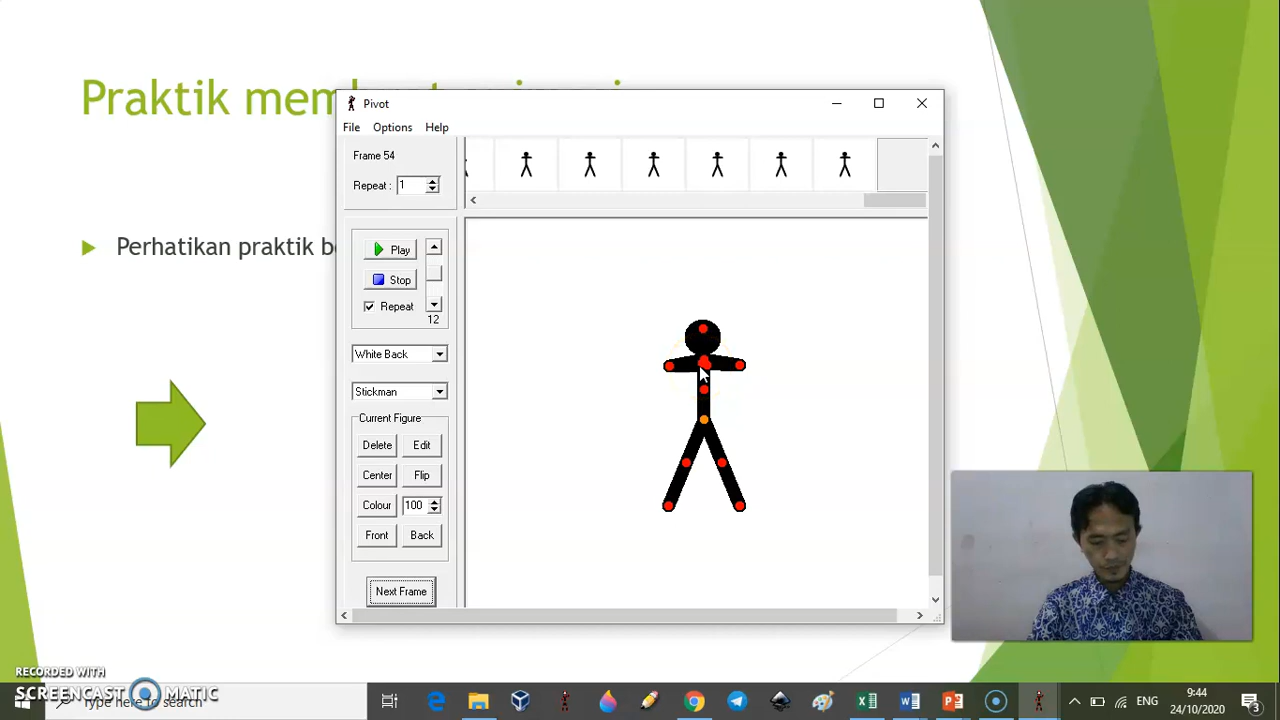 Praktik mem
Pivot
File Options Help
Frame 54
Repeat : 1
Perhatikan praktik be
Play
Stop
Repeat
12
White Back
Stickman
Current Figure
Delete Edit
Center Flip
Colour 100
Front Back
Next Frame
RECORDED WITH
SCREENCAST MATIC
Type here to search
ENG
9:44
24/10/2020
3